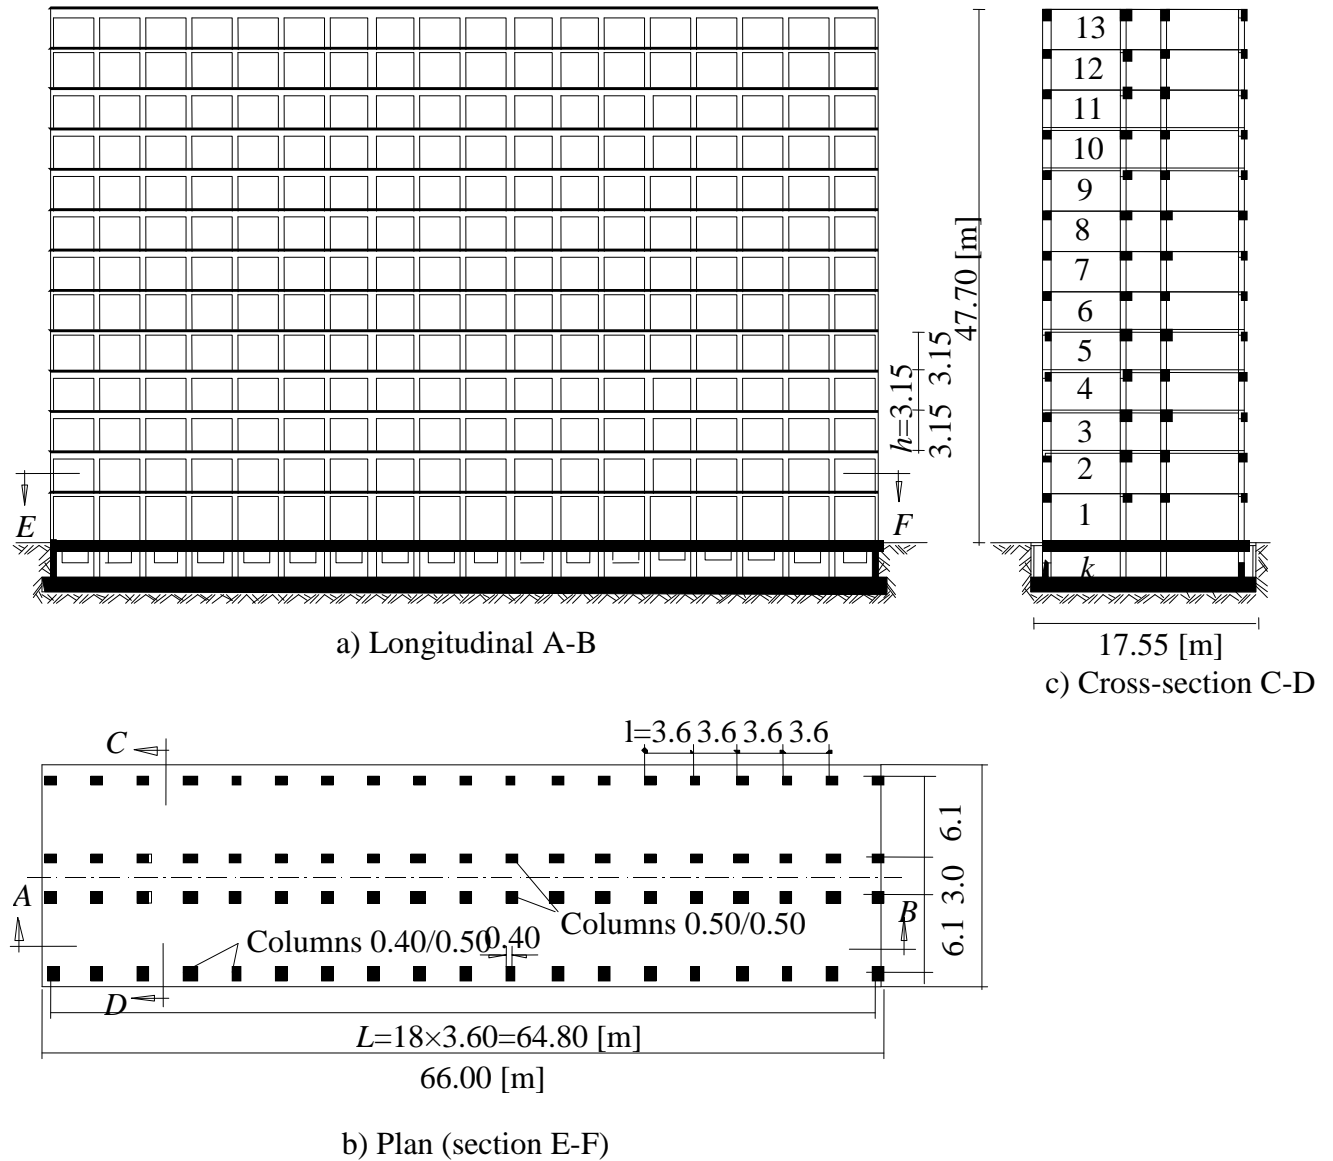 13
12
11
10
9
8
7
6
5
4
3
2
1
k
47.70 [m]
h=3.15
3.15
3.15
E
F
17.55 [m]
a) Longitudinal A-B
c) Cross-section C-D
l=3.6 3.6 3.6 3.6
C
6.1
3.0
6.1
A
B
Columns 0.50/0.50
Columns 0.40/0.50
0.40
D
L=18×3.60=64.80 [m]
66.00 [m]
b) Plan (section E-F)